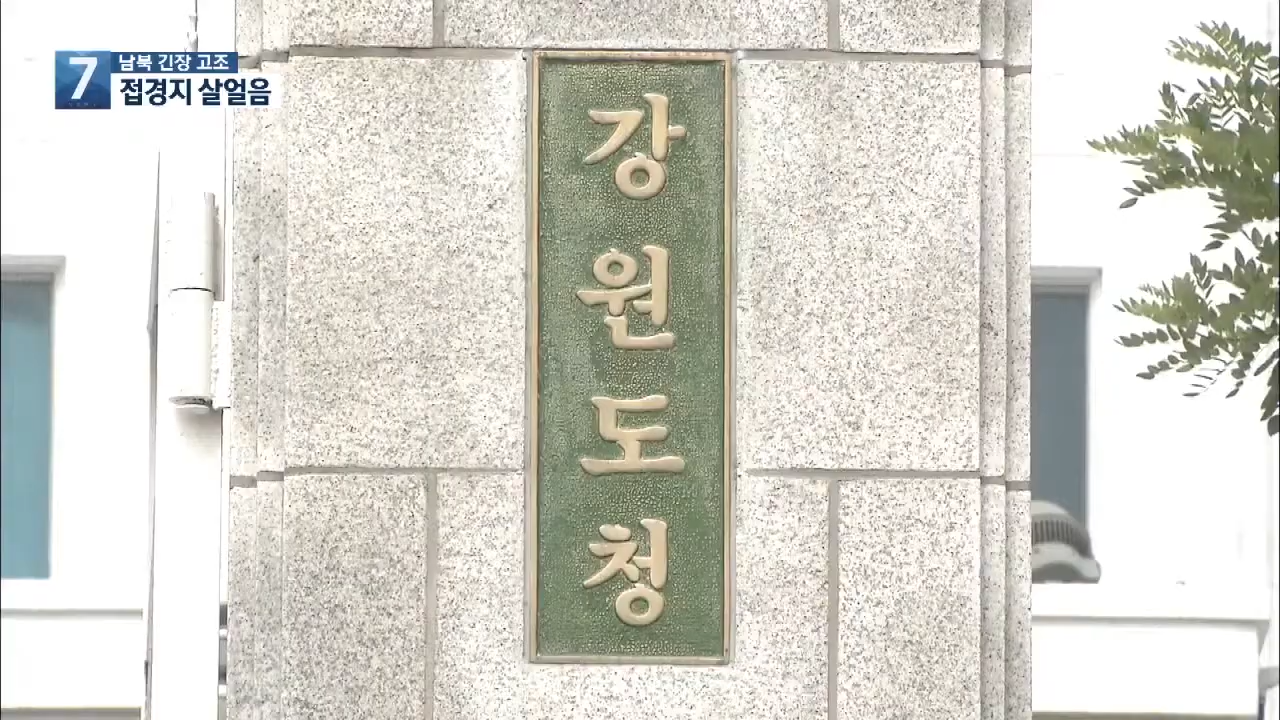 7
남북 긴장 고조
접경지 살얼음
강원도청